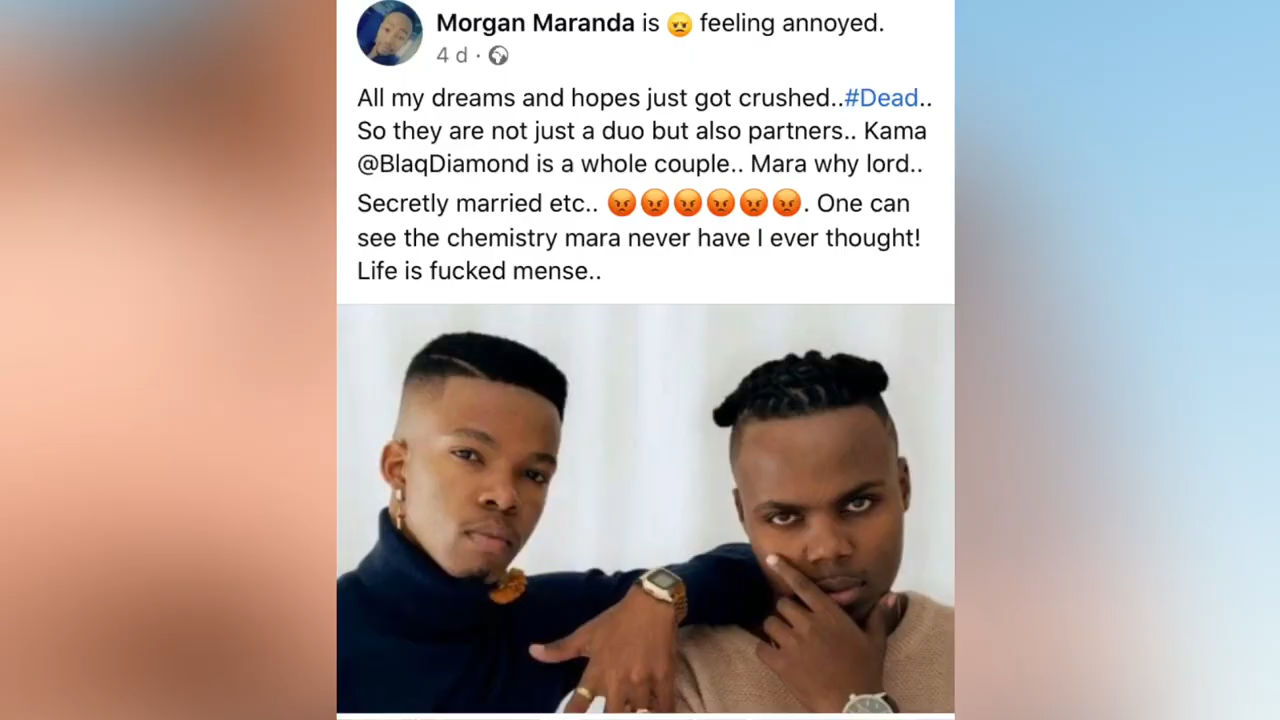 Morgan Maranda is 😠 feeling annoyed.
4 d ·
All my dreams and hopes just got crushed..#Dead..
So they are not just a duo but also partners.. Kama
@BlaqDiamond is a whole couple.. Mara why lord..
Secretly married etc.. 😡😡😡😡😡😡. One can
see the chemistry mara never have I ever thought!
Life is fucked mense..